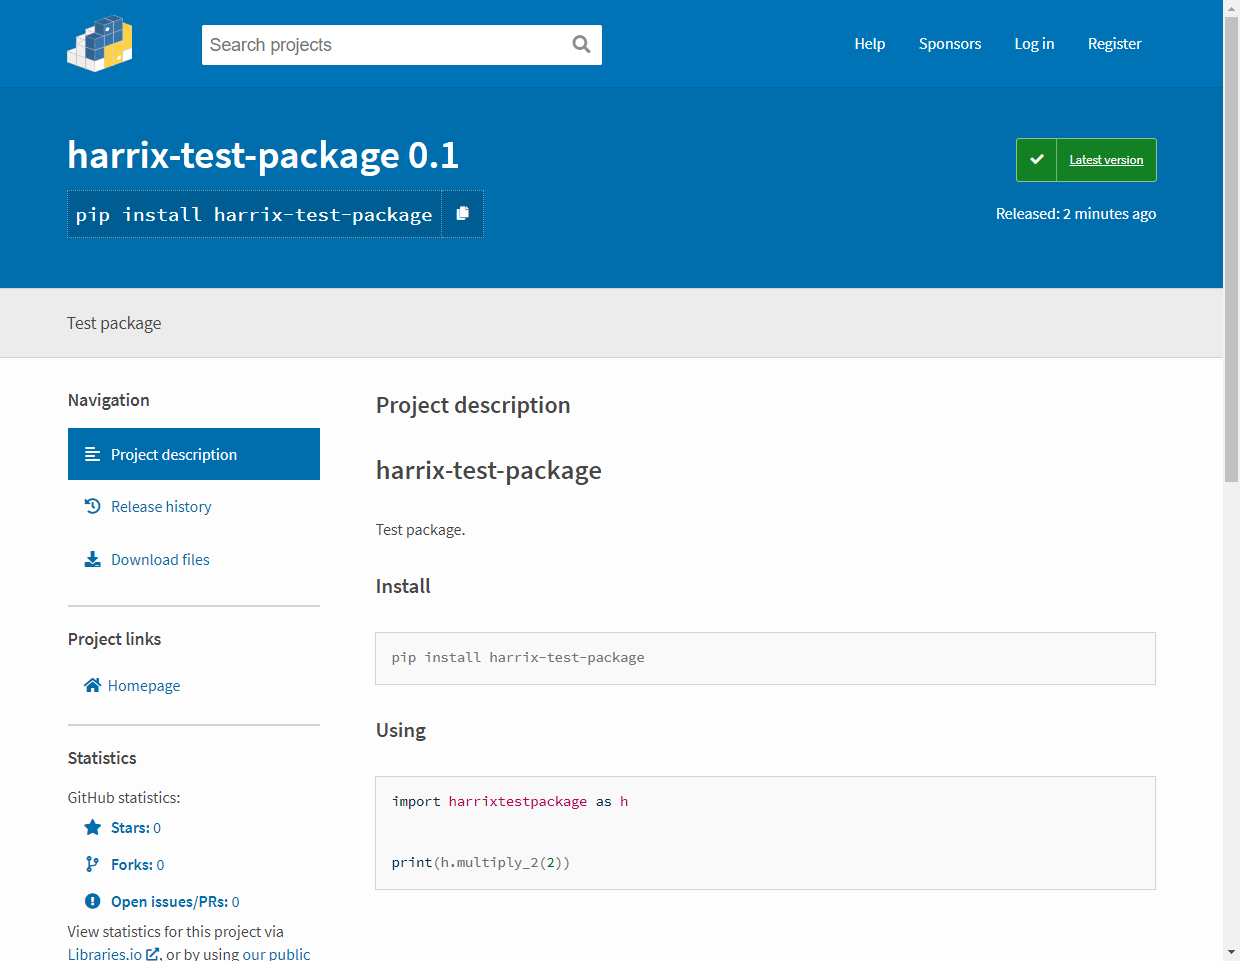 Search projects
Help
Sponsors
Log in
Register
harrix-test-package 0.1
Latest version
pip install harrix-test-package
Released: 2 minutes ago
Test package
Navigation
Project description
Release history
Download files
Project links
Homepage
Statistics
GitHub statistics:
Stars: 0
Forks: 0
Open issues/PRs: 0
View statistics for this project via
Libraries.io , or by using our public
Project description
harrix-test-package
Test package.
Install
pip install harrix-test-package
Using
import harrixtestpackage as h
print(h.multiply_2(2))